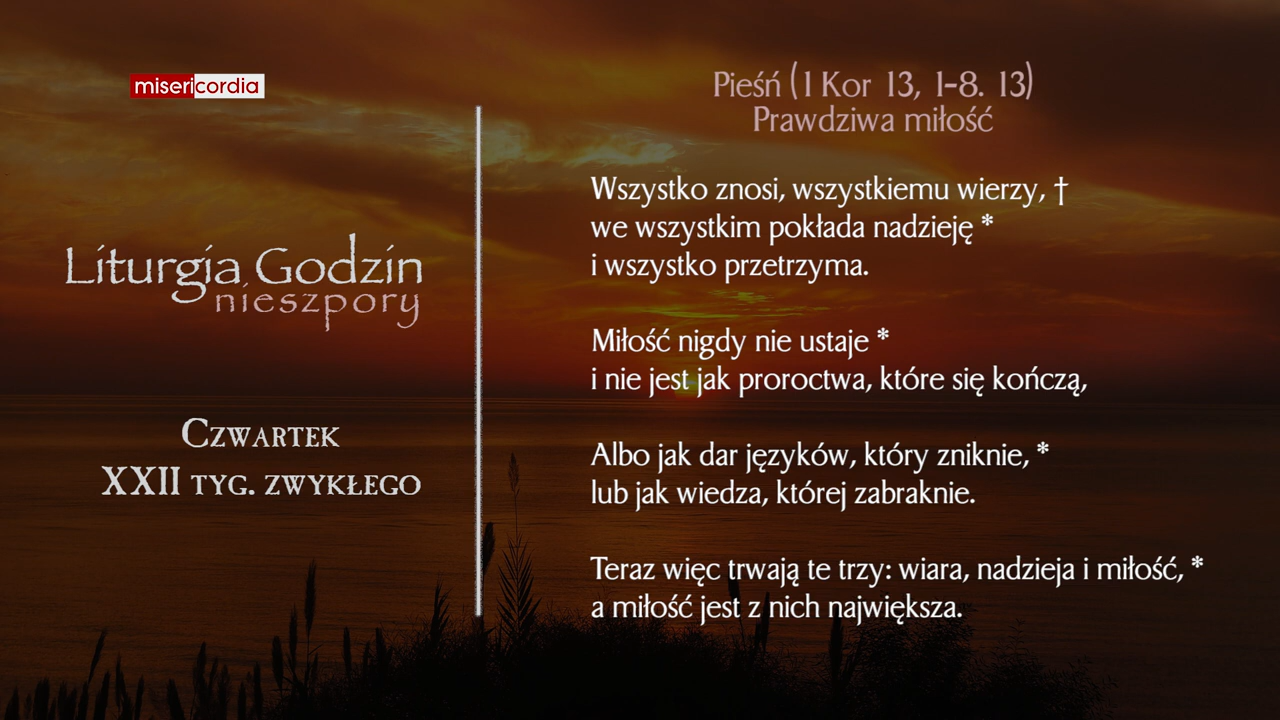 misericordia
Liturgia Godzin
nieszpory
Czwartek
XXII tyg. zwykłego
Pieśń (1 Kor 13, 1-8. 13)
Prawdziwa miłość
Wszystko znosi, wszystkiemu wierzy, †
we wszystkim pokłada nadzieję *
i wszystko przetrzyma.
Miłość nigdy nie ustaje *
i nie jest jak proroctwa, które się kończą,
Albo jak dar języków, który zniknie, *
lub jak wiedza, której zabraknie.
Teraz więc trwają te trzy: wiara, nadzieja i miłość, *
a miłość jest z nich największa.